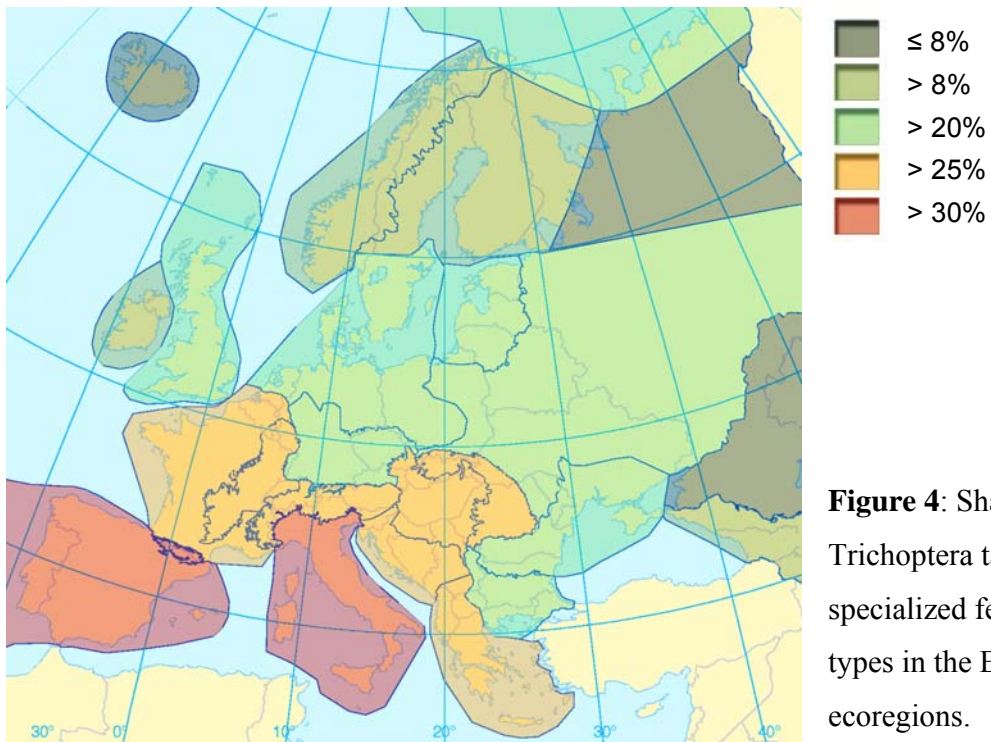 ≤ 8%
> 8%
> 20%
> 25%
> 30%
Figure 4: Sha
Trichoptera t
specialized fe
types in the E
ecoregions.
30° 0° 10° 20° 30° 40°